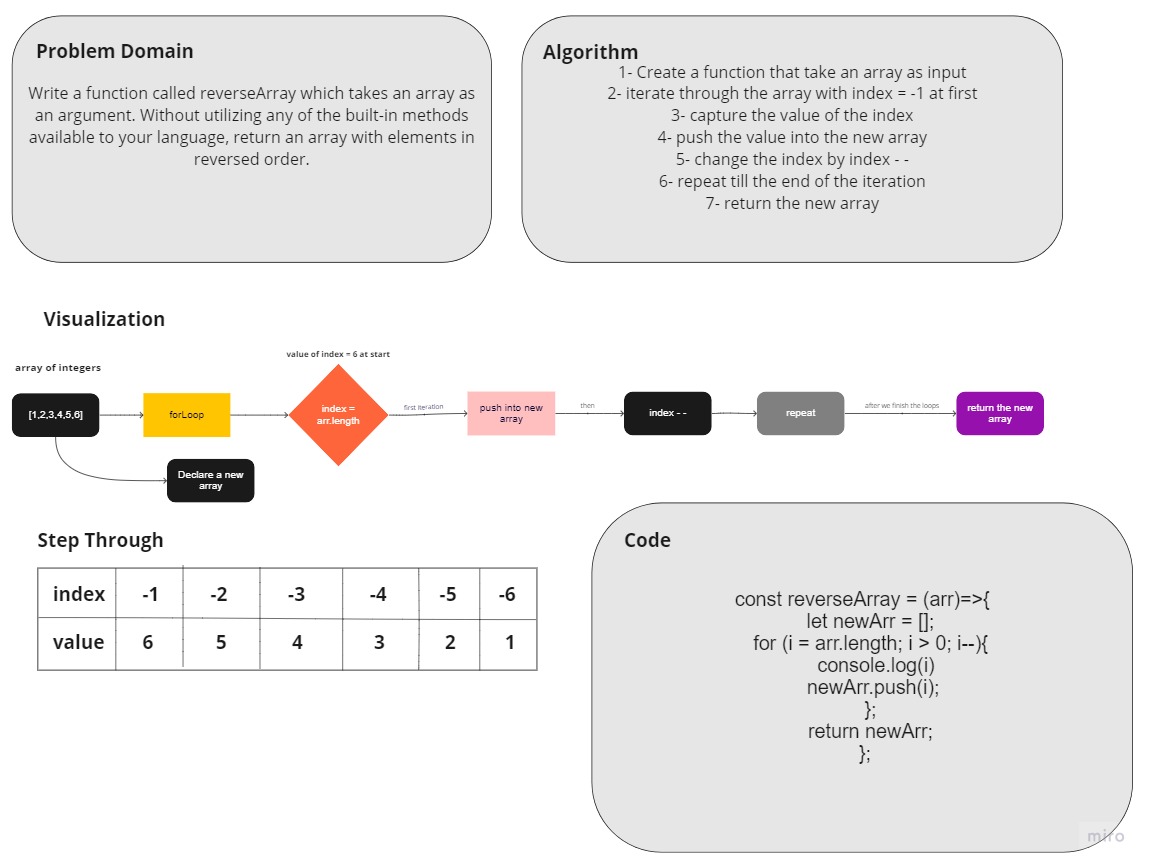 Problem Domain
Write a function called reverseArray which takes an array as
an argument. Without utilizing any of the built-in methods
available to your language, return an array with elements in
reversed order.
Algorithm
1- Create a function that take an array as input
2- iterate through the array with index = -1 at first
3- capture the value of the index
4- push the value into the new array
5- change the index by index - -
6- repeat till the end of the iteration
7- return the new array
Visualization
array of integers
value of index = 6 at start
[1,2,3,4,5,6]
forLoop
index =
arr.length
first iteration
push into new
array
then
index - -
repeat
after we finish the loops
return the new
array
Declare a new
array
Step Through
index -1 -2 -3 -4 -5 -6
value 6 5 4 3 2 1
Code
const reverseArray = (arr)=>{
let newArr = [];
for (i = arr.length; i > 0; i--){
console.log(i)
newArr.push(i);
};
return newArr;
};
miro